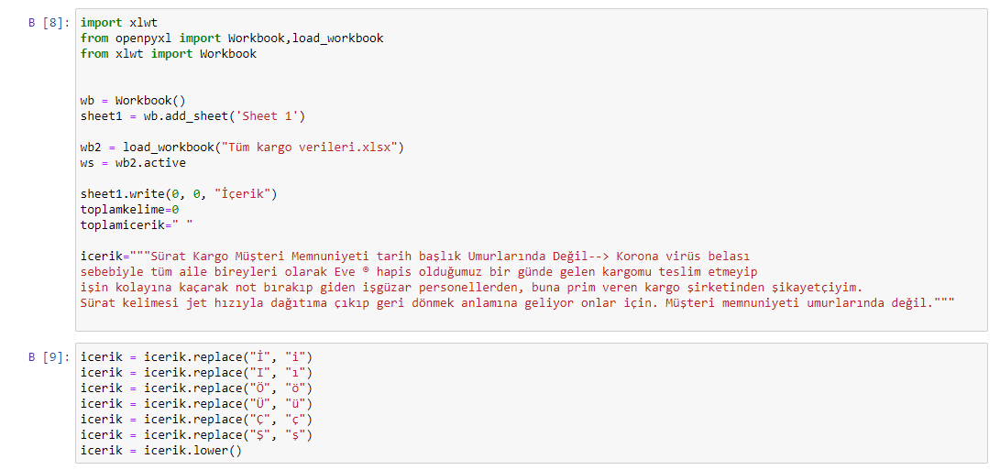 B [8]: import xlwt
from openpyxl import Workbook,load_workbook
from xlwt import Workbook
wb = Workbook()
sheet1 = wb.add_sheet('Sheet 1')
wb2 = load_workbook("Tüm kargo verileri.xlsx")
ws = wb2.active
sheet1.write(0, 0, "İçerik")
toplamkelime=0
toplamicerik=" "
icerik="""Sürat Kargo Müşteri Memnuniyeti tarih başlık Umurlarında Değil--> Korona virüs belası
sebebiyle tüm aile bireyleri olarak Eve ® hapis olduğumuz bir günde gelen kargomu teslim etmeyip
işin kolayına kaçarak not bırakıp giden işgüzar personellerden, buna prim veren kargo şirketinden şikayetçiyim.
Sürat kelimesi jet hızıyla dağıtıma çıkıp geri dönmek anlamına geliyor onlar için. Müşteri memnuniyeti umurlarında değil."""
B [9]: icerik = icerik.replace("İ", "i")
icerik = icerik.replace("I", "ı")
icerik = icerik.replace("Ö", "ö")
icerik = icerik.replace("Ü", "ü")
icerik = icerik.replace("Ç", "ç")
icerik = icerik.replace("Ş", "ş")
icerik = icerik.lower()